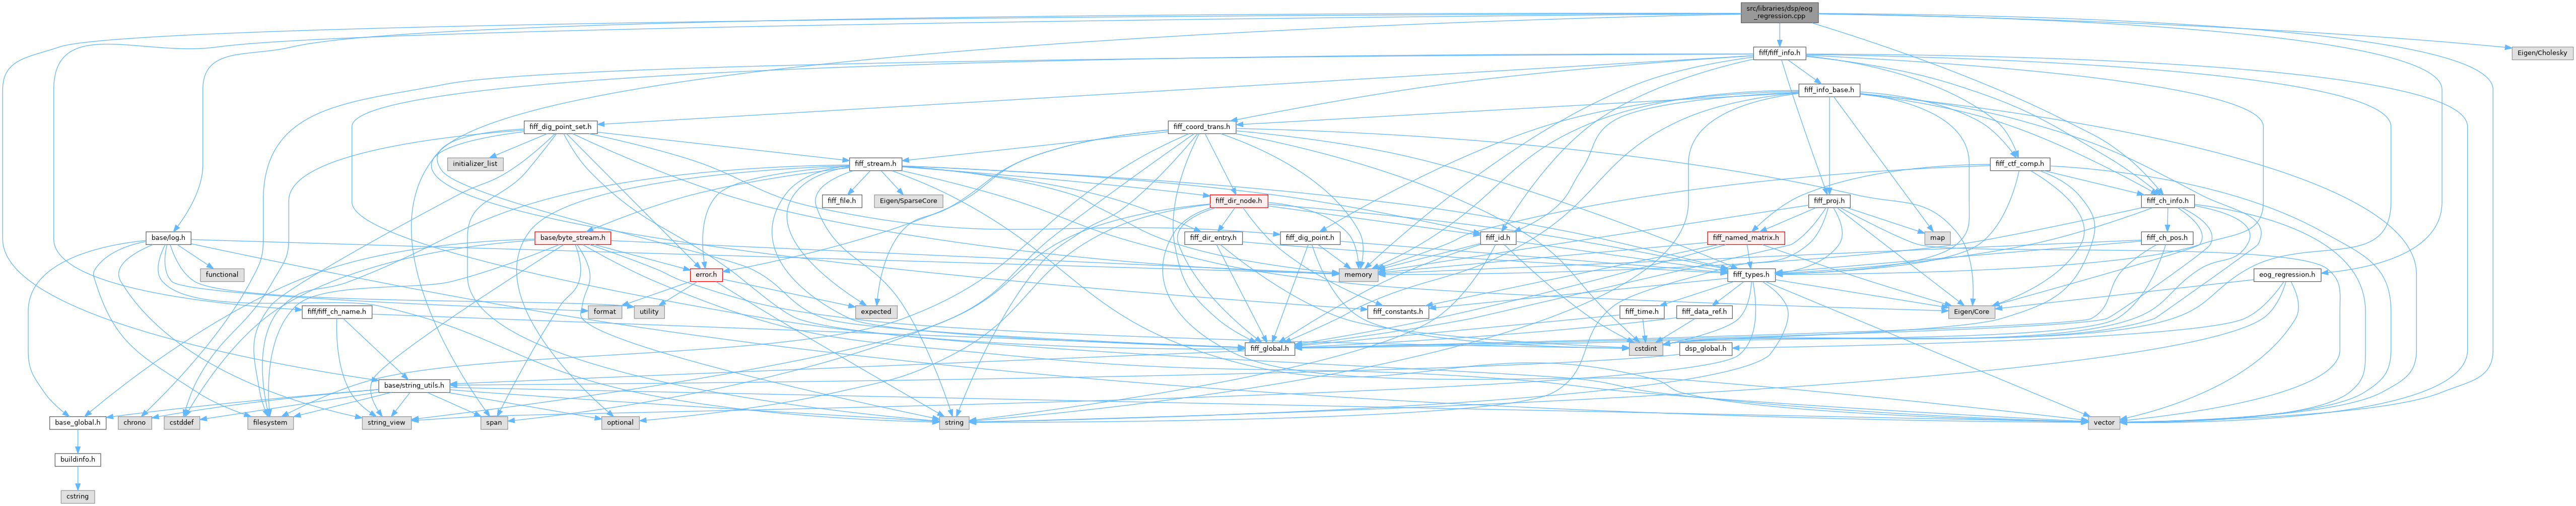 src/libraries/dsp/eog
_regression.cpp
fiff/fiff_info.h
Eigen/Cholesky
fiff_info_base.h
fiff_dig_point_set.h
fiff_coord_trans.h
initializer_list
fiff_stream.h
fiff_ctf_comp.h
fiff_file.h
Eigen/SparseCore
fiff_dir_node.h
fiff_proj.h
fiff_ch_info.h
base/log.h
base/byte_stream.h
fiff_dir_entry.h
fiff_dig_point.h
fiff_id.h
fiff_named_matrix.h
map
fiff_ch_pos.h
functional
error.h
memory
fiff_types.h
eog_regression.h
fiff/fiff_ch_name.h
format
utility
expected
fiff_constants.h
fiff_time.h
fiff_data_ref.h
Eigen/Core
fiff_global.h
cstdint
dsp_global.h
base/string_utils.h
base_global.h
chrono
cstddef
filesystem
string_view
span
optional
string
vector
buildinfo.h
cstring